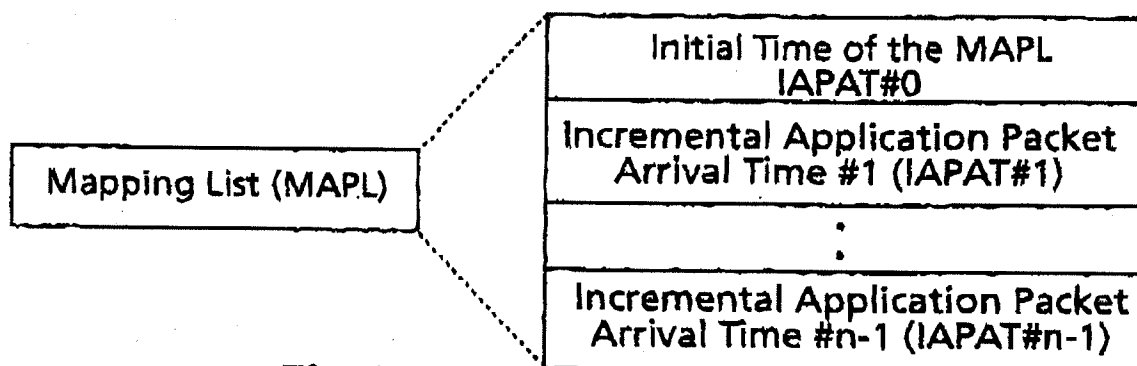 Initial Time of the MAPL
IAPAT#0
Incremental Application Packet
Arrival Time #1 (IAPAT#1)
Mapping List (MAPL)
:
Incremental Application Packet
Arrival Time #n-1 (IAPAT#n-1)